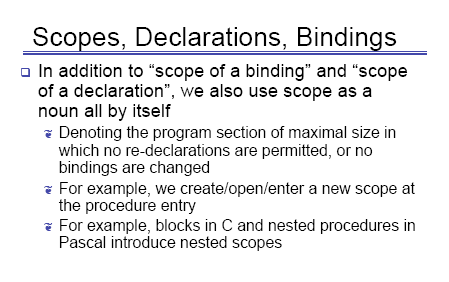 Scopes, Declarations, Bindings
In addition to “scope of a binding” and “scope
of a declaration”, we also use scope as a
noun all by itself
Denoting the program section of maximal size in
which no re-declarations are permitted, or no
bindings are changed
For example, we create/open/enter a new scope at
the procedure entry
For example, blocks in C and nested procedures in
Pascal introduce nested scopes